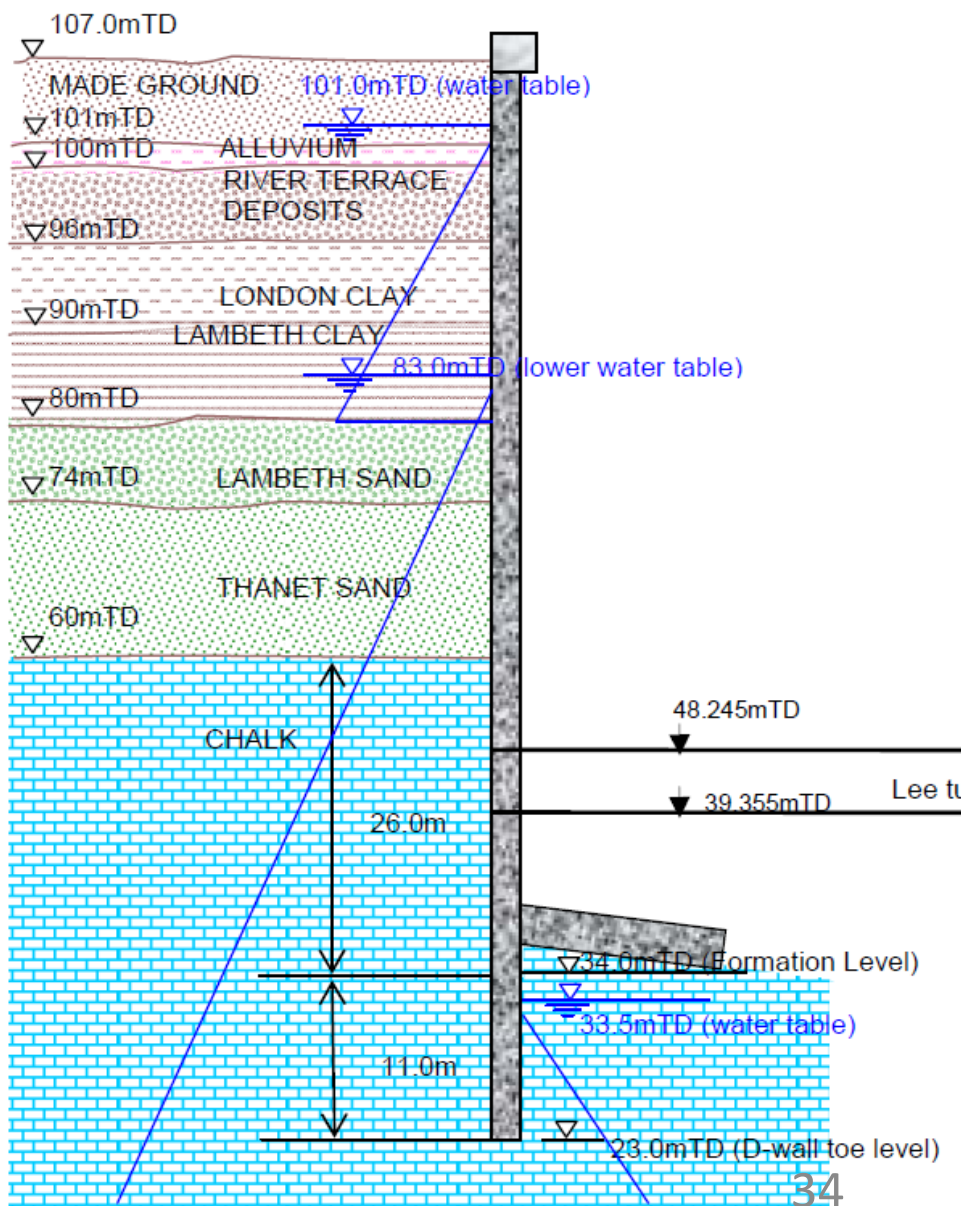 107.0mTD
MADE GROUND
101.0mTD (water table)
101mTD
100mTD
ALLUVIUM
RIVER TERRACE
DEPOSITS
96mTD
LONDON CLAY
90mTD
LAMBETH CLAY
83.0mTD (lower water table)
80mTD
74mTD
LAMBETH SAND
THANET SAND
60mTD
48.245mTD
CHALK
Lee tu
39.355mTD
26.0m
34.0mTD (Formation Level)
33.5mTD (water table)
11.0m
23.0mTD (D-wall toe level)
34